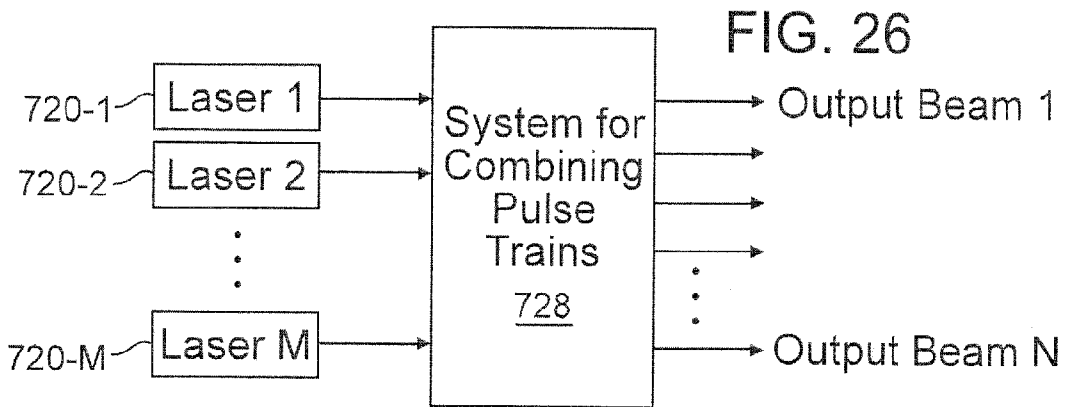 FIG. 26
720-1
Laser 1
720-2
Laser 2
720-M
Laser M
System for
Combining
Pulse
Trains
728
Output Beam 1
Output Beam N